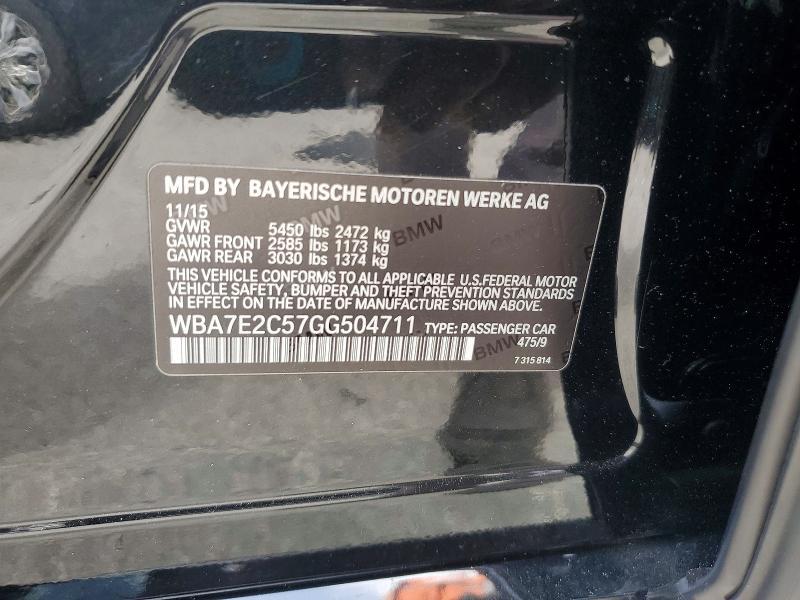 MFD BY BAYERISCHE MOTOREN WERKE AG
11/15
GVWR 5450 lbs 2472 kg
GAWR FRONT 2585 lbs 1173 kg
GAWR REAR 3030 lbs 1374 kg
THIS VEHICLE CONFORMS TO ALL APPLICABLE U.S.FEDERAL MOTOR
VEHICLE SAFETY, BUMPER AND THEFT PREVENTION STANDARDS
IN EFFECT ON THE DATE OF MANUFACTURE SHOWN ABOVE.
WBA7E2C57GG504711 TYPE: PASSENGER CAR
475/9
7 315 814
BMW
BMW